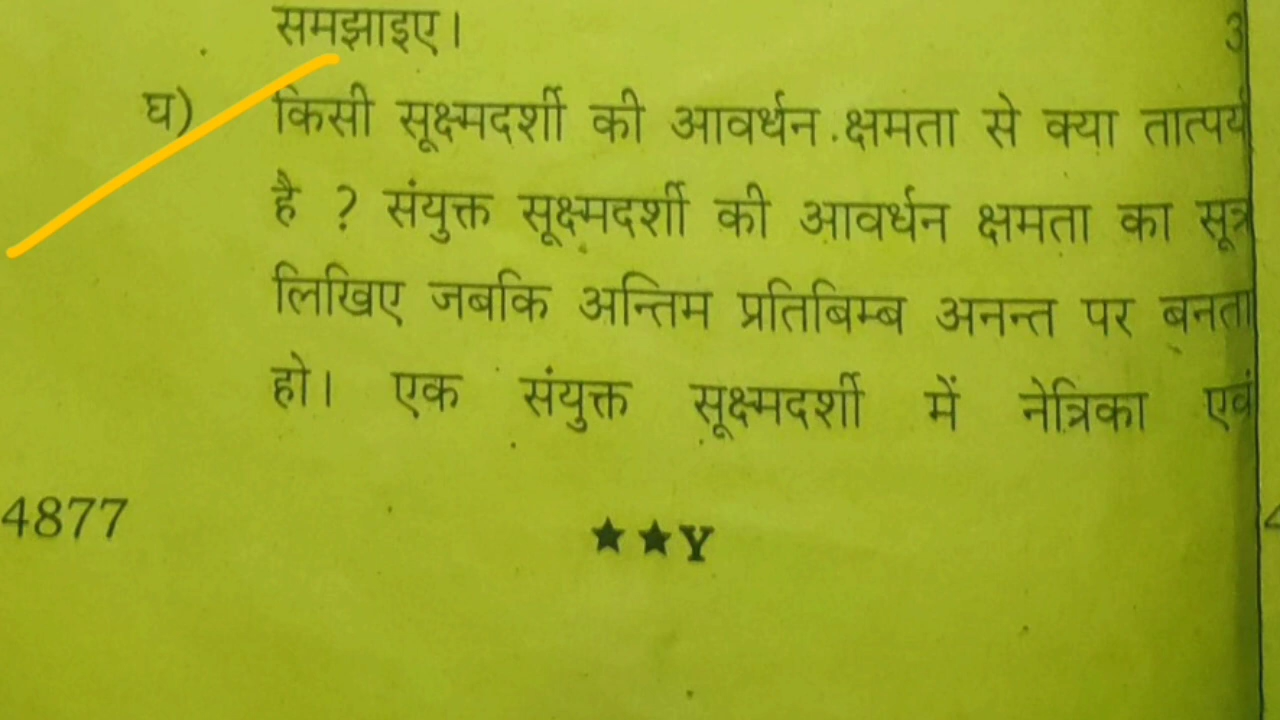 समझाइए।
3
घ) किसी सूक्ष्मदर्शी की आवर्धन क्षमता से क्या तात्पर्य
है ? संयुक्त सूक्ष्मदर्शी की आवर्धन क्षमता का सूत्र
लिखिए जबकि अन्तिम प्रतिबिम्ब अनन्त पर बनता
हो। एक संयुक्त सूक्ष्मदर्शी में नेत्रिका एवं
4877
★★Y